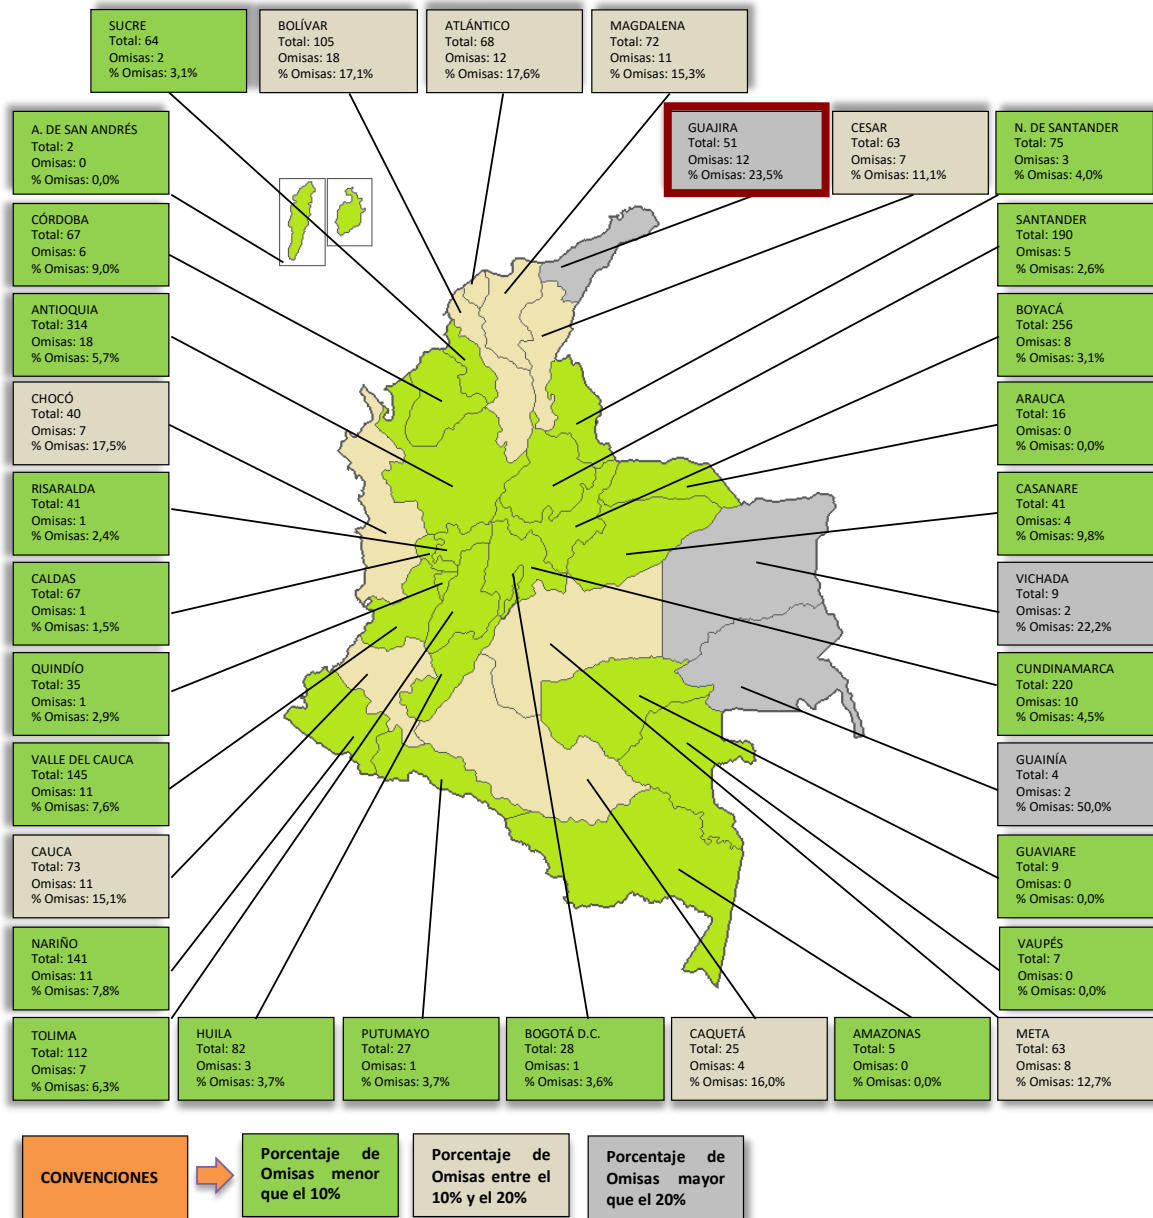 SUCRE
Total: 64
Omisas: 2
% Omisas: 3,1%
BOLÍVAR
Total: 105
Omisas: 18
% Omisas: 17,1%
ATLÁNTICO
Total: 68
Omisas: 12
% Omisas: 17,6%
MAGDALENA
Total: 72
Omisas: 11
% Omisas: 15,3%
A. DE SAN ANDRÉS
Total: 2
Omisas: 0
% Omisas: 0,0%
GUAJIRA
Total: 51
Omisas: 12
% Omisas: 23,5%
CESAR
Total: 63
Omisas: 7
% Omisas: 11,1%
N. DE SANTANDER
Total: 75
Omisas: 3
% Omisas: 4,0%
CÓRDOBA
Total: 67
Omisas: 6
% Omisas: 9,0%
SANTANDER
Total: 190
Omisas: 5
% Omisas: 2,6%
ANTIOQUIA
Total: 314
Omisas: 18
% Omisas: 5,7%
BOYACÁ
Total: 256
Omisas: 8
% Omisas: 3,1%
CHOCÓ
Total: 40
Omisas: 7
% Omisas: 17,5%
ARAUCA
Total: 16
Omisas: 0
% Omisas: 0,0%
RISARALDA
Total: 41
Omisas: 1
% Omisas: 2,4%
CASANARE
Total: 41
Omisas: 4
% Omisas: 9,8%
CALDAS
Total: 67
Omisas: 1
% Omisas: 1,5%
VICHADA
Total: 9
Omisas: 2
% Omisas: 22,2%
QUINDÍO
Total: 35
Omisas: 1
% Omisas: 2,9%
CUNDINAMARCA
Total: 220
Omisas: 10
% Omisas: 4,5%
VALLE DEL CAUCA
Total: 145
Omisas: 11
% Omisas: 7,6%
GUAINÍA
Total: 4
Omisas: 2
% Omisas: 50,0%
CAUCA
Total: 73
Omisas: 11
% Omisas: 15,1%
GUAVIARE
Total: 9
Omisas: 0
% Omisas: 0,0%
NARIÑO
Total: 141
Omisas: 11
% Omisas: 7,8%
VAUPÉS
Total: 7
Omisas: 0
% Omisas: 0,0%
TOLIMA
Total: 112
Omisas: 7
% Omisas: 6,3%
HUILA
Total: 82
Omisas: 3
% Omisas: 3,7%
PUTUMAYO
Total: 27
Omisas: 1
% Omisas: 3,7%
BOGOTÁ D.C.
Total: 28
Omisas: 1
% Omisas: 3,6%
CAQUETÁ
Total: 25
Omisas: 4
% Omisas: 16,0%
AMAZONAS
Total: 5
Omisas: 0
% Omisas: 0,0%
META
Total: 63
Omisas: 8
% Omisas: 12,7%
CONVENCIONES
Porcentaje de
Omisas menor
que el 10%
Porcentaje de
Omisas entre el
10% y el 20%
Porcentaje de
Omisas mayor
que el 20%